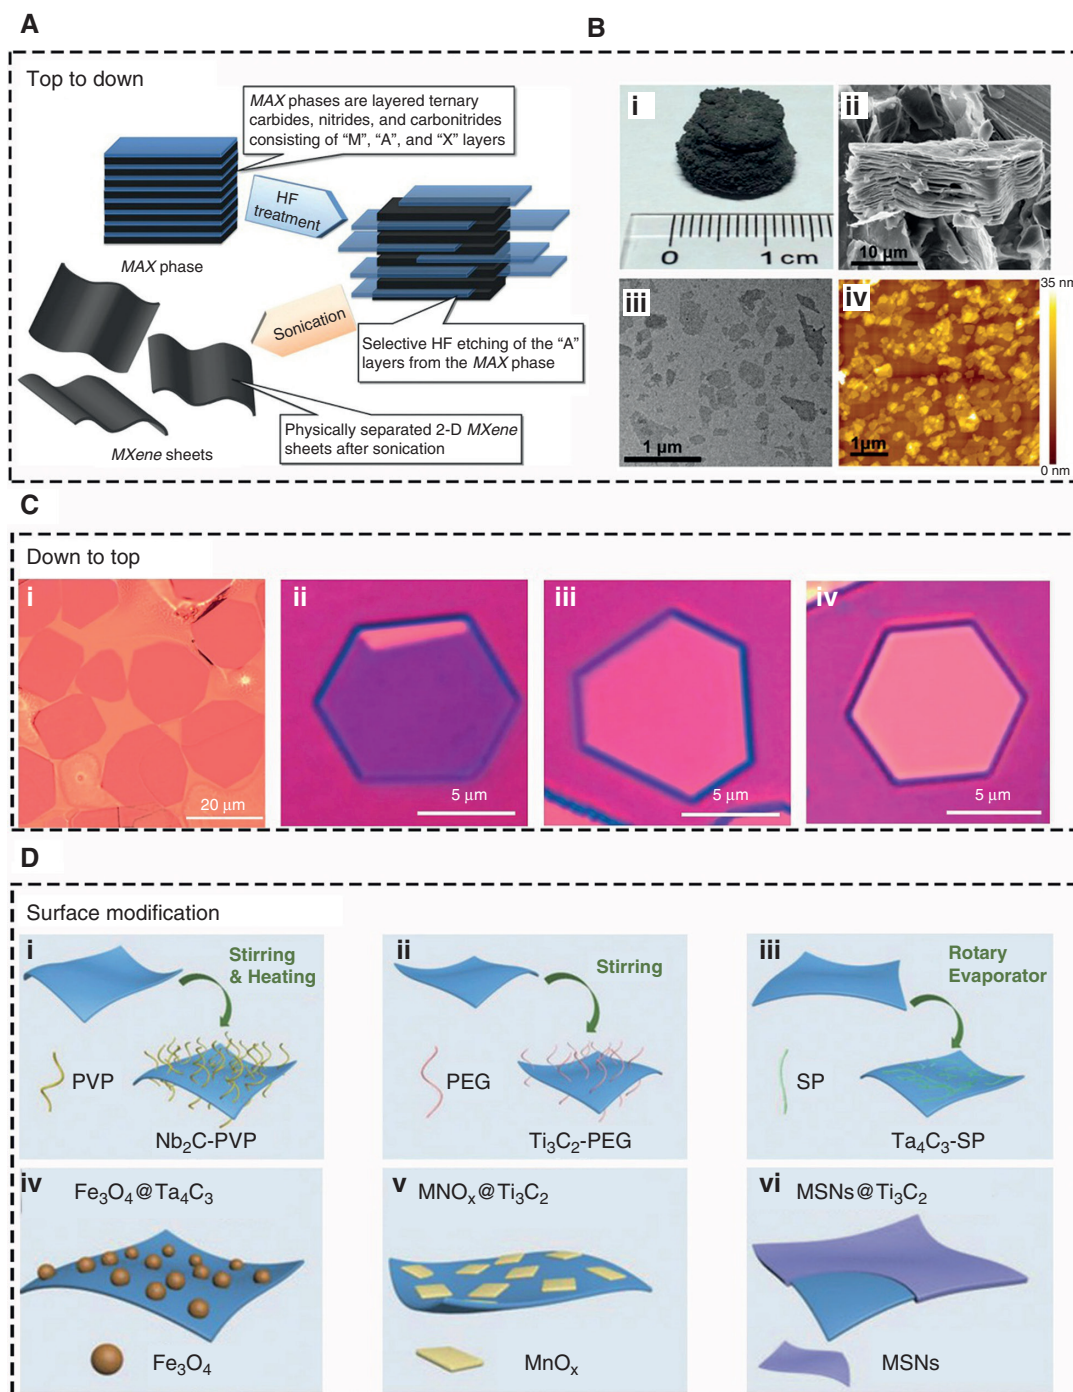 A
B
Top to down
MAX phases are layered ternary
carbides, nitrides, and carbonitrides
consisting of “M”, “A”, and “X” layers
HF
treatment
MAX phase
Sonication
Selective HF etching of the “A”
layers from the MAX phase
Physically separated 2-D MXene
sheets after sonication
MXene sheets
i
0 1 cm
ii
10 μm
iii
1 μm
iv
1μm
35 nm
0 nm
C
Down to top
i
20 μm
ii
5 μm
iii
5 μm
iv
5 μm
D
Surface modification
i
Stirring
& Heating
PVP
Nb₂C-PVP
ii
Stirring
PEG
Ti₃C₂-PEG
iii
Rotary
Evaporator
SP
Ta₄C₃-SP
iv
Fe₃O₄@Ta₄C₃
Fe₃O₄
v
MNOₓ@Ti₃C₂
MnOₓ
vi
MSNs@Ti₃C₂
MSNs